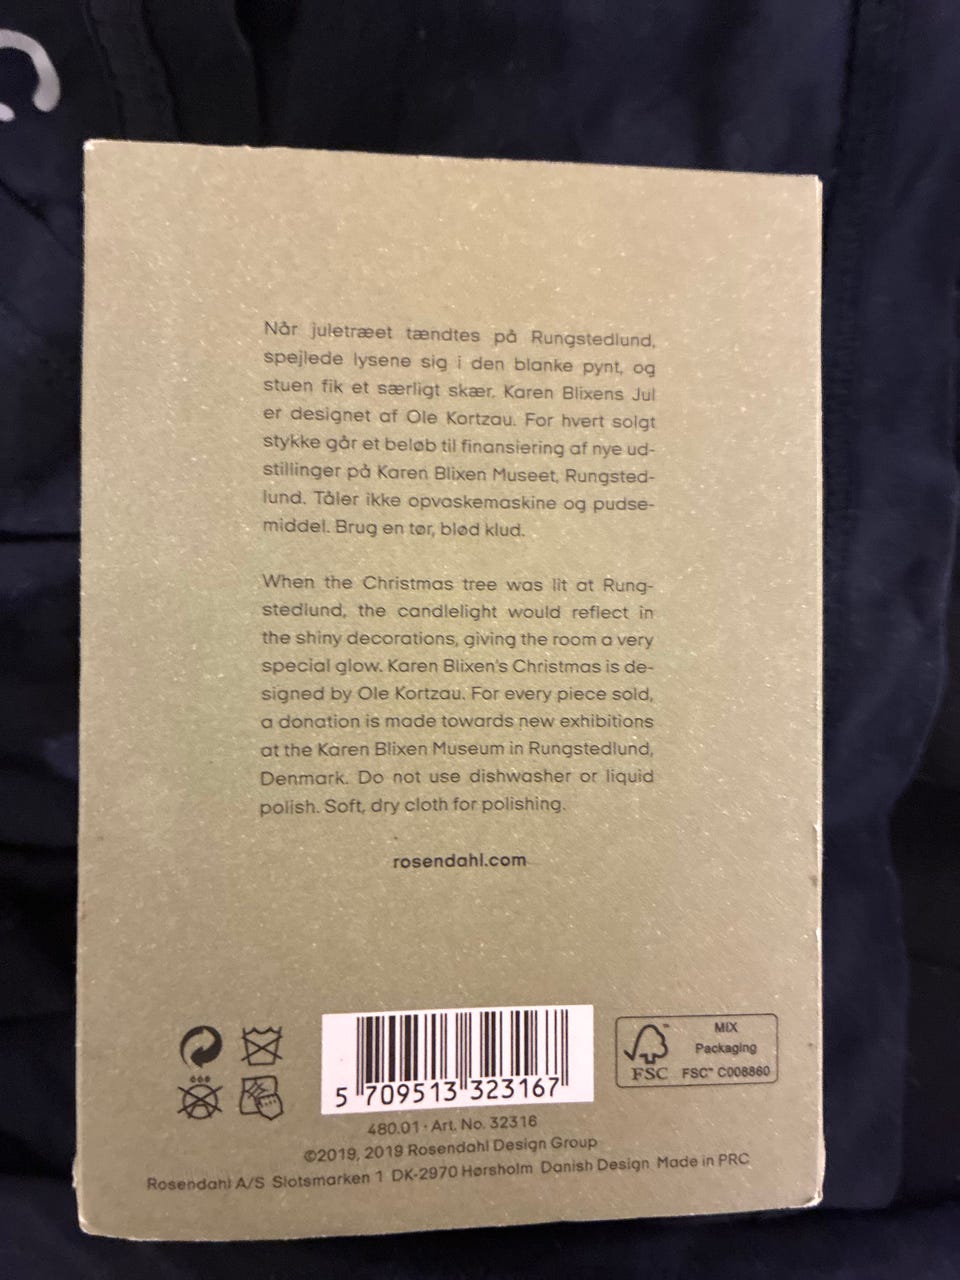 Når juletræet tændtes på Rungstedlund,
spejlede lysene sig i den blanke pynt, og
stuen fik et særligt skær. Karen Blixens Jul
er designet af Ole Kortzau. For hvert solgt
stykke går et beløb til finansiering af nye ud-
stillinger på Karen Blixen Museet, Rungsted-
lund. Tåler ikke opvaskemaskine og pudse-
middel. Brug en tør, blød klud.
When the Christmas tree was lit at Rung-
stedlund, the candlelight would reflect in
the shiny decorations, giving the room a very
special glow. Karen Blixen's Christmas is de-
signed by Ole Kortzau. For every piece sold,
a donation is made towards new exhibitions
at the Karen Blixen Museum in Rungstedlund,
Denmark. Do not use dishwasher or liquid
polish. Soft, dry cloth for polishing.
rosendahl.com
5 709513 323167
FSC™
MIX
Packaging
FSC™ C008860
480.01 · Art. No. 32316
©2019, 2019 Rosendahl Design Group
Rosendahl A/S Slotsmarken 1 DK-2970 Hørsholm Danish Design Made in PRC